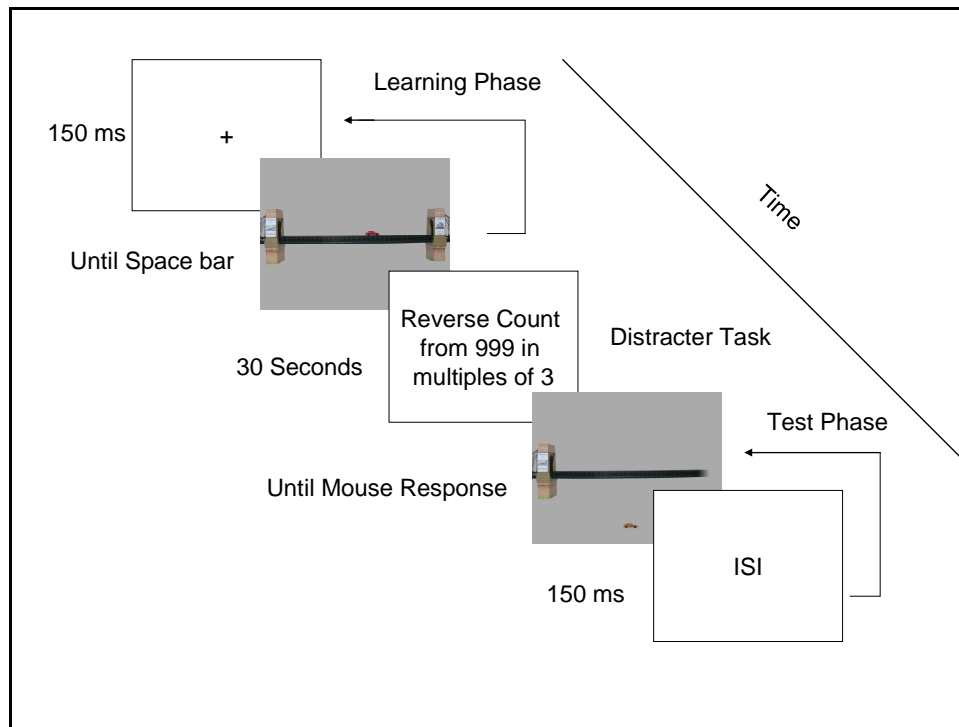 Learning Phase
150 ms
+
Time
Until Space bar
Reverse Count
from 999 in
multiples of 3
Distracter Task
30 Seconds
Test Phase
Until Mouse Response
ISI
150 ms